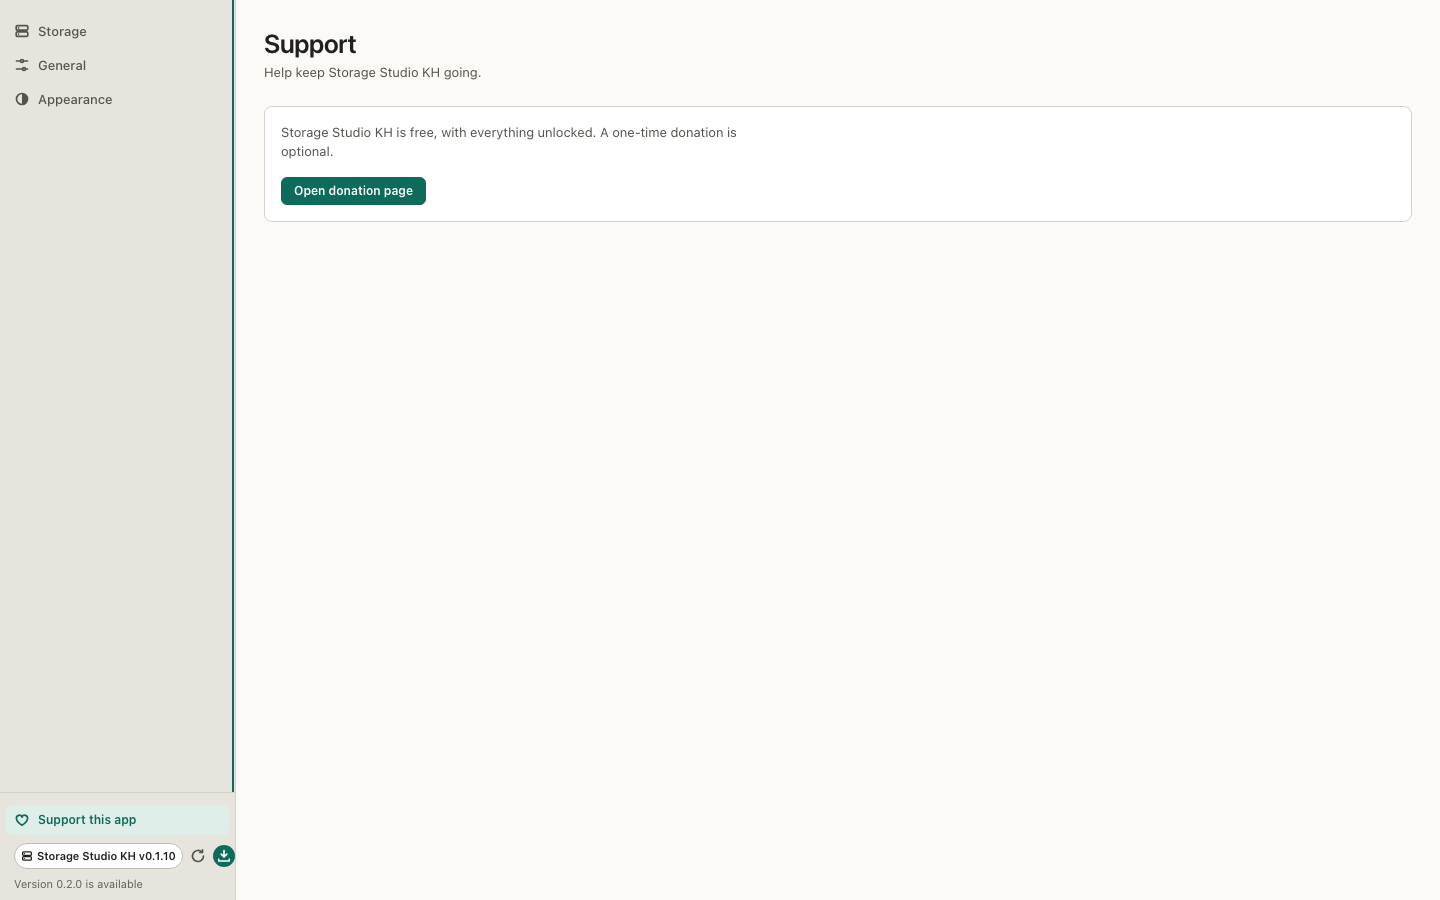 Storage
General
Appearance
Support
Help keep Storage Studio KH going.
Storage Studio KH is free, with everything unlocked. A one-time donation is
optional.
Open donation page
Support this app
Storage Studio KH v0.1.10
Version 0.2.0 is available